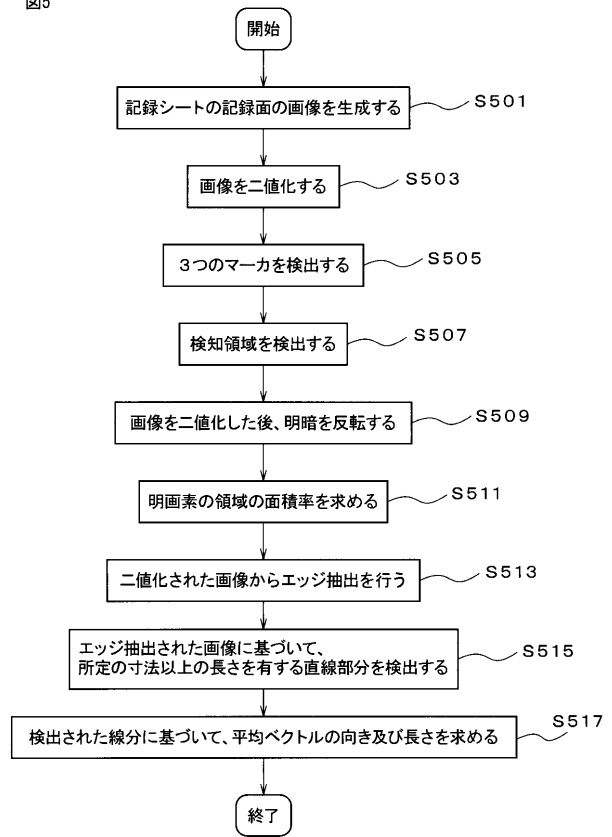 図5
開始
記録シートの記録面の画像を生成する
S501
画像を二値化する
S503
3つのマーカを検出する
S505
検知領域を検出する
S507
画像を二値化した後、明暗を反転する
S509
明画素の領域の面積率を求める
S511
二値化された画像からエッジ抽出を行う
S513
エッジ抽出された画像に基づいて、
所定の寸法以上の長さを有する直線部分を検出する
S515
検出された線分に基づいて、平均ベクトルの向き及び長さを求める
S517
終了